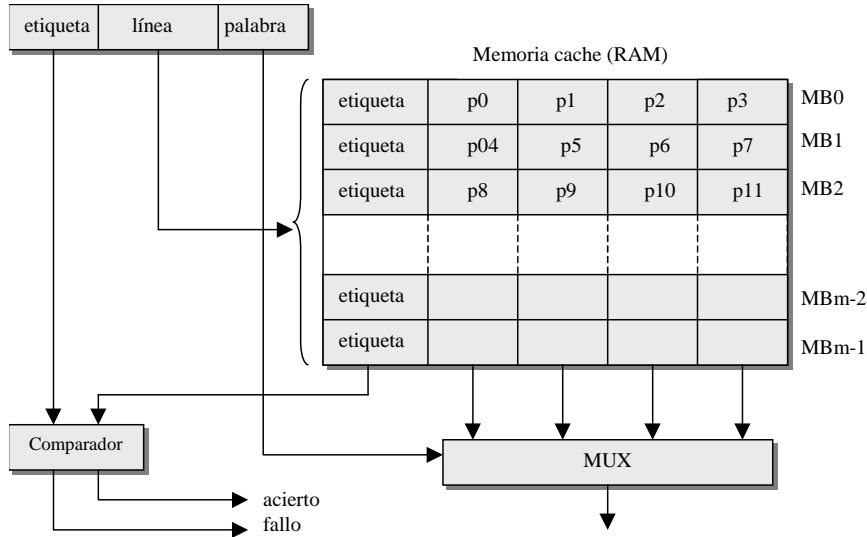 etiqueta línea palabra
Memoria cache (RAM)
etiqueta p0 p1 p2 p3 MB0
etiqueta p04 p5 p6 p7 MB1
etiqueta p8 p9 p10 p11 MB2
etiqueta MBm-2
etiqueta MBm-1
Comparador
MUX
acierto
fallo